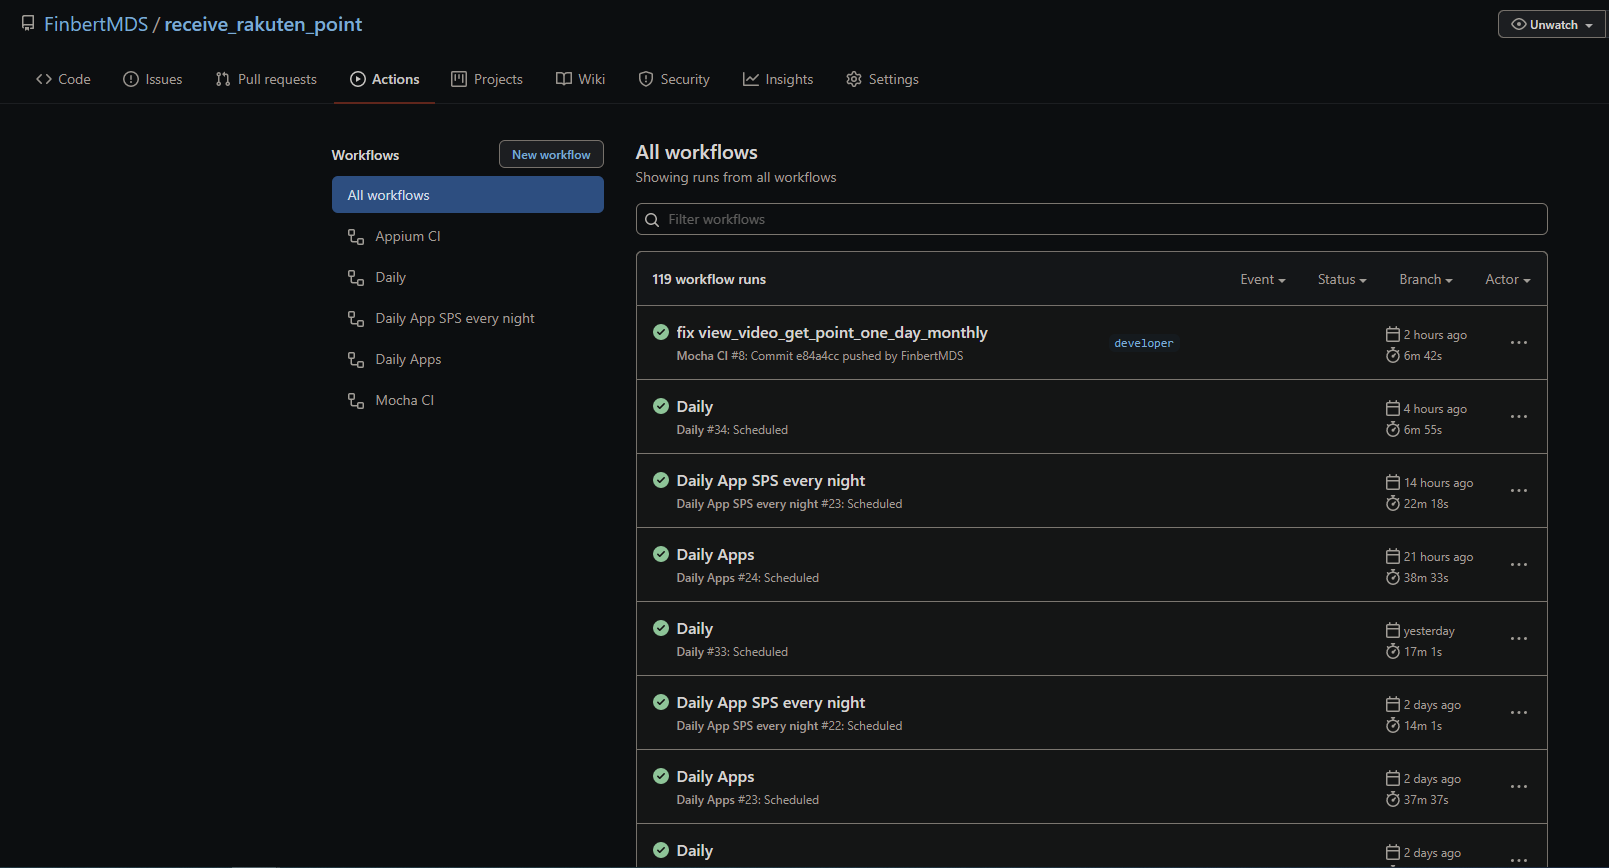 FinbertMDS / receive_rakuten_point
Unwatch
Code
Issues
Pull requests
Actions
Projects
Wiki
Security
Insights
Settings
Workflows
New workflow
All workflows
Appium CI
Daily
Daily App SPS every night
Daily Apps
Mocha CI
All workflows
Showing runs from all workflows
Filter workflows
119 workflow runs
Event
Status
Branch
Actor
fix view_video_get_point_one_day_monthly
Mocha CI #8: Commit e84a4cc pushed by FinbertMDS
developer
2 hours ago
6m 42s
Daily
Daily #34: Scheduled
4 hours ago
6m 55s
Daily App SPS every night
Daily App SPS every night #23: Scheduled
14 hours ago
22m 18s
Daily Apps
Daily Apps #24: Scheduled
21 hours ago
38m 33s
Daily
Daily #33: Scheduled
yesterday
17m 1s
Daily App SPS every night
Daily App SPS every night #22: Scheduled
2 days ago
14m 1s
Daily Apps
Daily Apps #23: Scheduled
2 days ago
37m 37s
Daily
2 days ago